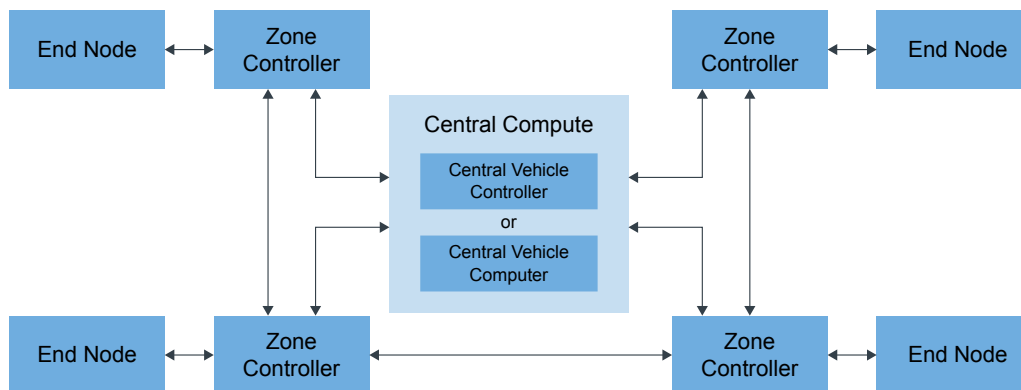 End Node
Zone
Controller
Zone
Controller
End Node
Central Compute
Central Vehicle
Controller
or
Central Vehicle
Computer
End Node
Zone
Controller
Zone
Controller
End Node